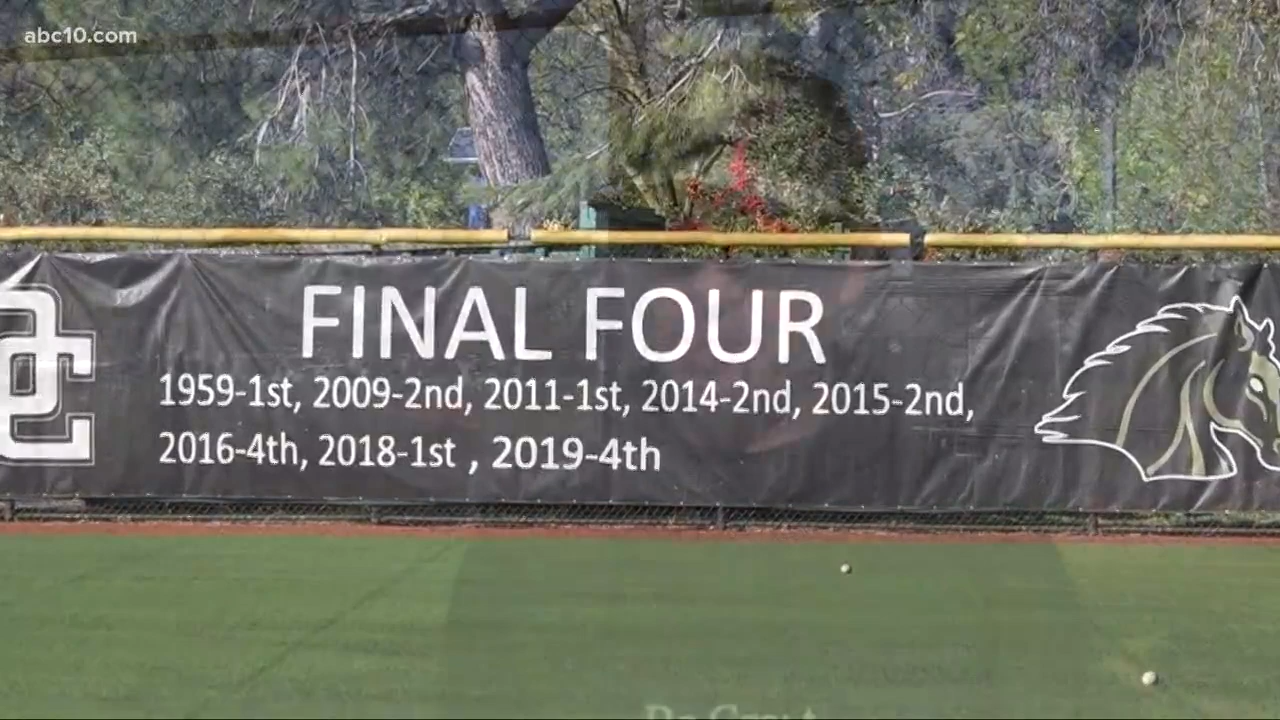 abc10.com
FINAL FOUR
1959-1st, 2009-2nd, 2011-1st, 2014-2nd, 2015-2nd,
2016-4th, 2018-1st , 2019-4th